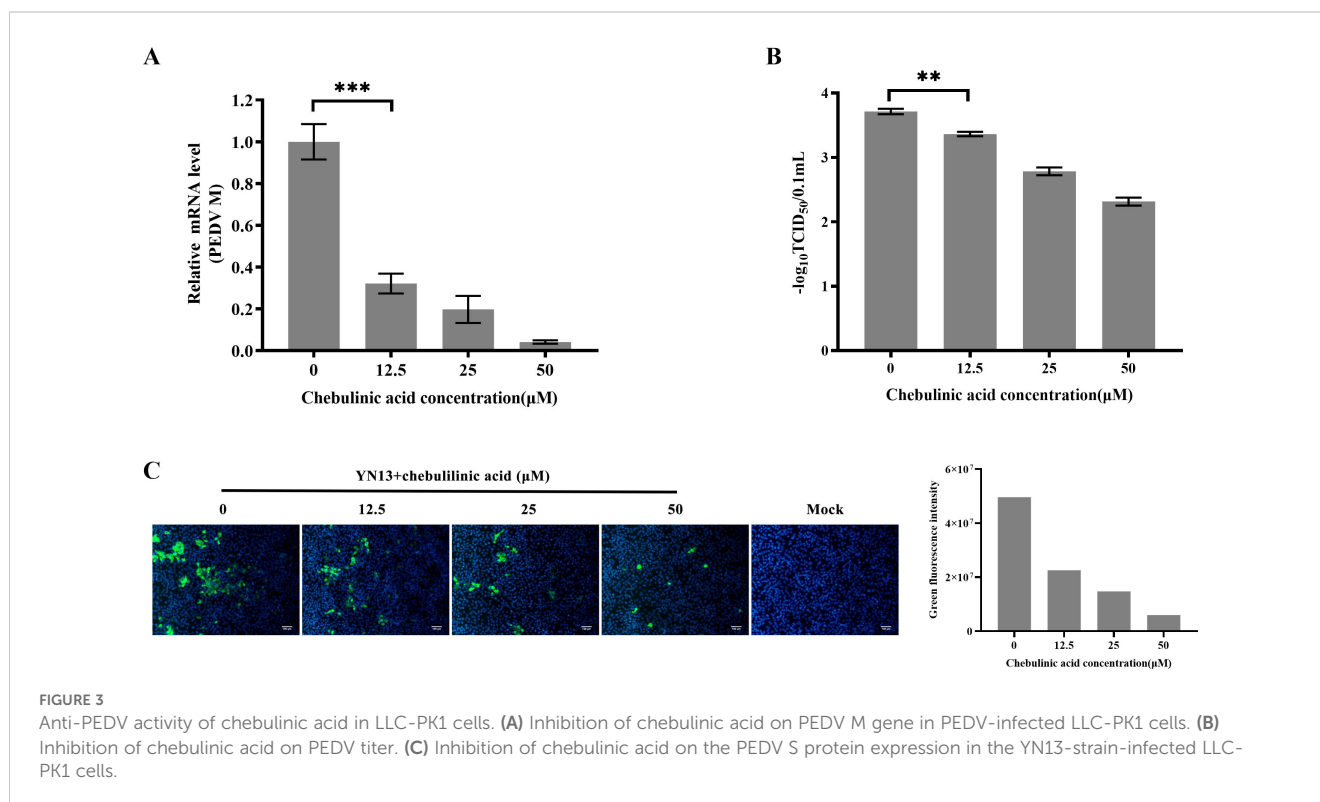 A
***
1.2
1.0
0.8
0.6
0.4
0.2
0.0
Relative mRNA level
(PEDV M)
0 12.5 25 50
Chebulinic acid concentration(μM)
B
**
4
3
2
1
0
-log10TCID50/0.1mL
0 12.5 25 50
Chebulinic acid concentration(μM)
C
YN13+chebulilinic acid (μM)
0 12.5 25 50 Mock
6×10⁷
4×10⁷
2×10⁷
0
Green fluorescence intensity
0 12.5 25 50
Chebulinic acid concentration(μM)
FIGURE 3
Anti-PEDV activity of chebulinic acid in LLC-PK1 cells. (A) Inhibition of chebulinic acid on PEDV M gene in PEDV-infected LLC-PK1 cells. (B)
Inhibition of chebulinic acid on PEDV titer. (C) Inhibition of chebulinic acid on the PEDV S protein expression in the YN13-strain-infected LLC-
PK1 cells.